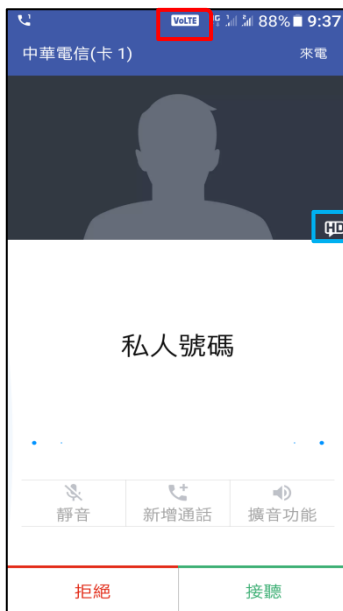 VoLTE 88% 9:37
中華電信(卡 1) 來電
HD
私人號碼
靜音 新增通話 擴音功能
拒絕 接聽